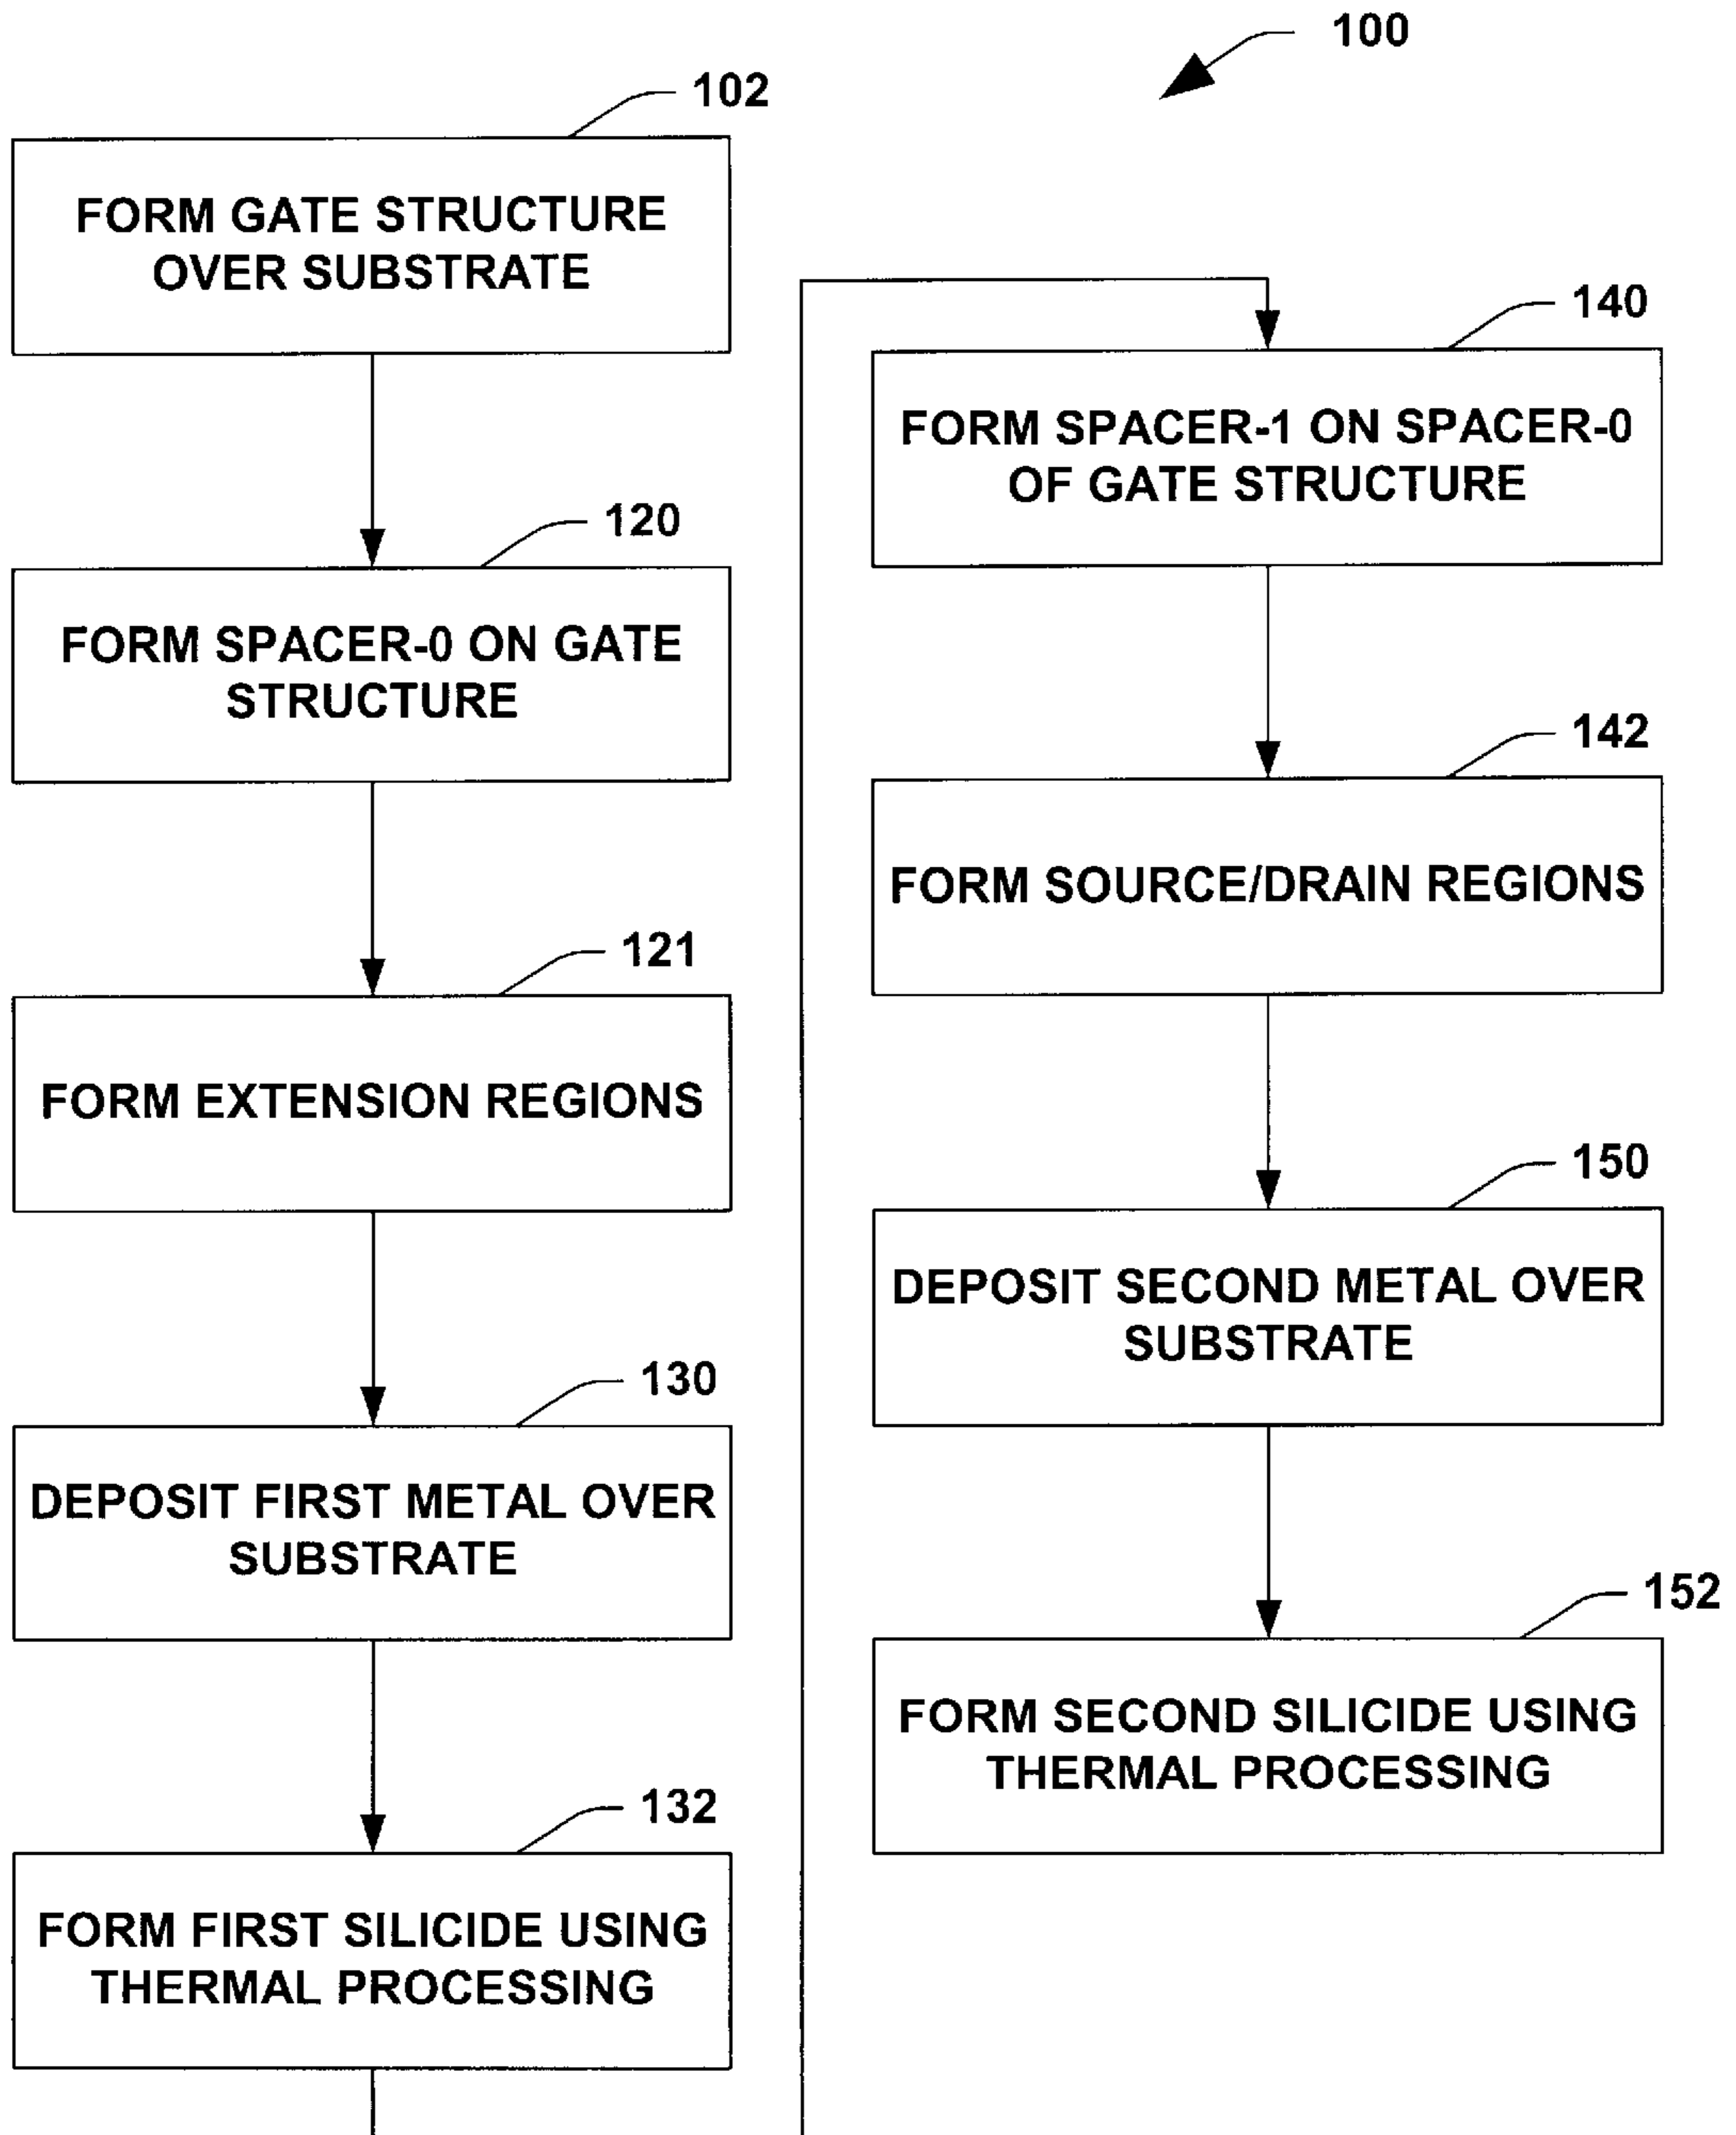 100
102
FORM GATE STRUCTURE
OVER SUBSTRATE
120
FORM SPACER-0 ON GATE
STRUCTURE
121
FORM EXTENSION REGIONS
130
DEPOSIT FIRST METAL OVER
SUBSTRATE
132
FORM FIRST SILICIDE USING
THERMAL PROCESSING
140
FORM SPACER-1 ON SPACER-0
OF GATE STRUCTURE
142
FORM SOURCE/DRAIN REGIONS
150
DEPOSIT SECOND METAL OVER
SUBSTRATE
152
FORM SECOND SILICIDE USING
THERMAL PROCESSING